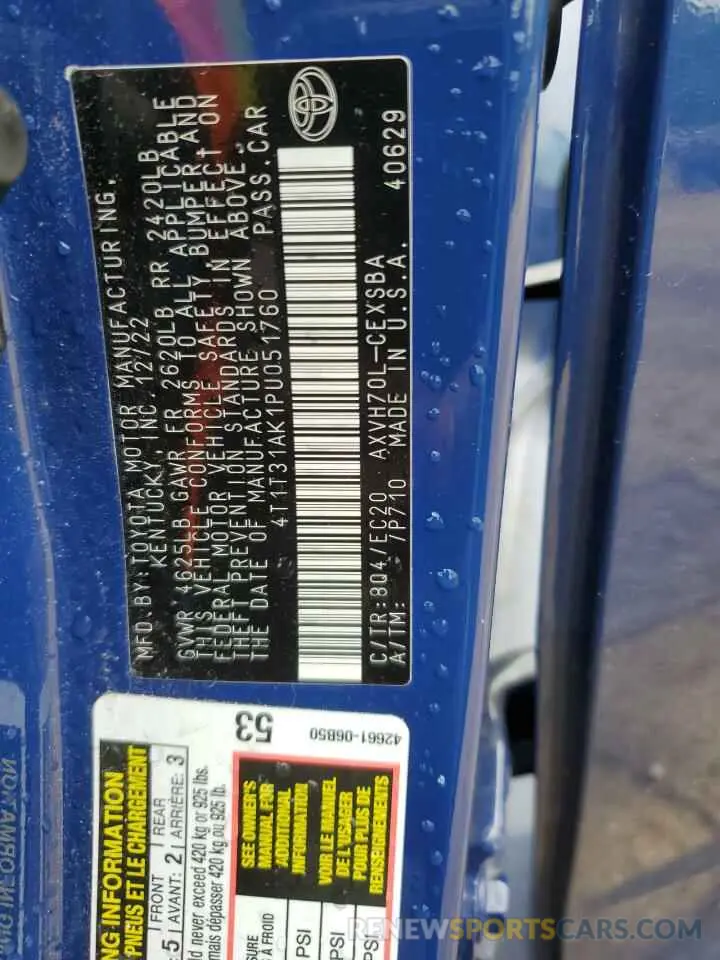 MFD. BY: TOYOTA MOTOR MANUFACTURING,
KENTUCKY, INC. 12/22
GVWR 4625LB GAWR FR 2620LB RR 2420LB
THIS VEHICLE CONFORMS TO ALL APPLICABLE
FEDERAL MOTOR VEHICLE SAFETY, BUMPER, AND
THEFT PREVENTION STANDARDS IN EFFECT ON
THE DATE OF MANUFACTURE SHOWN ABOVE.
4T1T31AK1PU051760 PASS. CAR
C/TR: 8Q4/EC20 AXVH70L-CEXSBA
A/TM: -/P710 MADE IN U.S.A. 40629
53
42661-06B50
NG INFORMATION
PNEUS ET LE CHARGEMENT
5 FRONT
AVANT: 2 REAR
ARRIÈRE: 3
d never exceed 420 kg or 925 lbs.
mais dépasser 420 kg ou 925 lb.
SEE OWNER'S
MANUAL FOR
ADDITIONAL
INFORMATION
VOIR LE MANUEL
DE L'USAGER
POUR PLUS DE
RENSEIGNEMENTS
SURE
À FROID
PSI
PSI
PSI
RENEWSPORTSCARS.COM